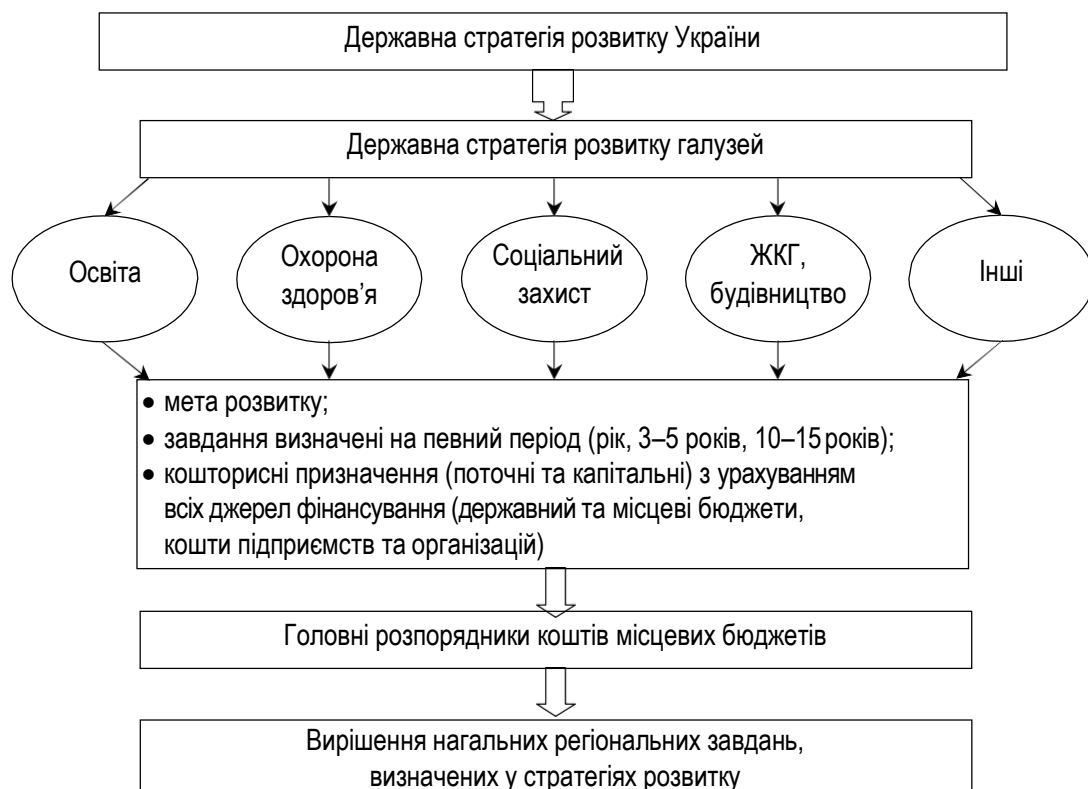 Державна стратегія розвитку України
Державна стратегія розвитку галузей
Освіта
Охорона
здоров’я
Соціальний
захист
ЖКГ,
будівництво
Інші
• мета розвитку;
• завдання визначені на певний період (рік, 3–5 років, 10–15 років);
• кошторисні призначення (поточні та капітальні) з урахуванням
всіх джерел фінансування (державний та місцеві бюджети,
кошти підприємств та організацій)
Головні розпорядники коштів місцевих бюджетів
Вирішення нагальних регіональних завдань,
визначених у стратегіях розвитку